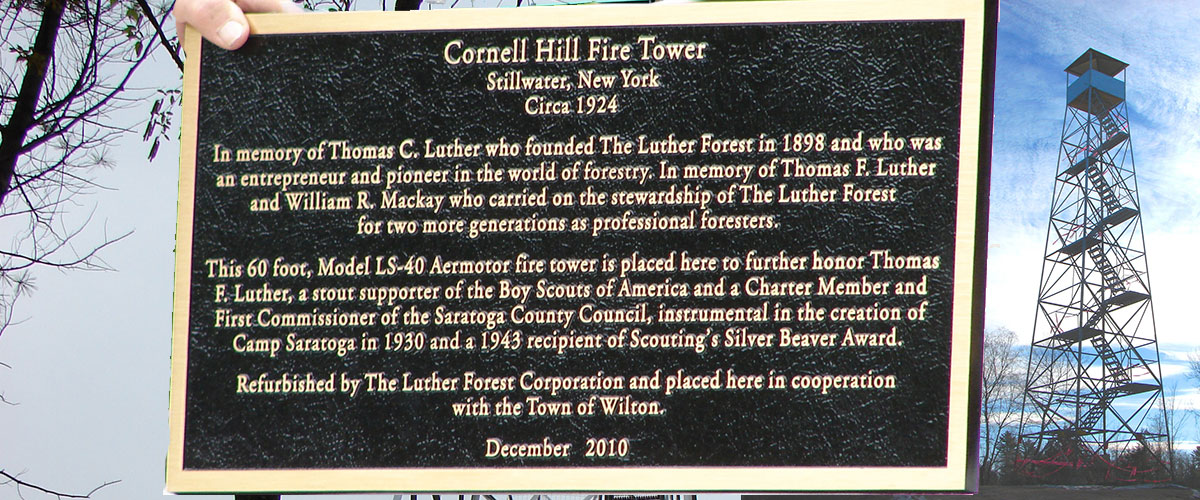 Cornell Hill Fire Tower
Stillwater, New York
Circa 1924
In memory of Thomas C. Luther who founded The Luther Forest in 1898 and who was
an entrepreneur and pioneer in the world of forestry. In memory of Thomas F. Luther
and William R. Mackay who carried on the stewardship of The Luther Forest
for two more generations as professional foresters.
This 60 foot, Model LS-40 Aermotor fire tower is placed here to further honor Thomas
F. Luther, a stout supporter of the Boy Scouts of America and a Charter Member and
First Commissioner of the Saratoga County Council, instrumental in the creation of
Camp Saratoga in 1930 and a 1943 recipient of Scouting's Silver Beaver Award.
Refurbished by The Luther Forest Corporation and placed here in cooperation
with the Town of Wilton.
December 2010